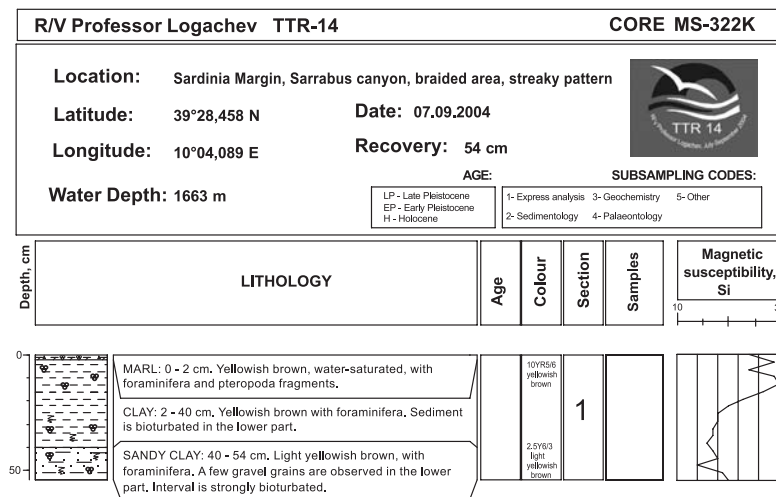 R/V Professor Logachev TTR-14 CORE MS-322K
Location: Sardinia Margin, Sarrabus canyon, braided area, streaky pattern
Latitude: 39°28,458 N Date: 07.09.2004
Longitude: 10°04,089 E Recovery: 54 cm
Water Depth: 1663 m
TTR 14
R/V Professor Logachev, July September 2004
AGE:
LP - Late Pleistocene
EP - Early Pleistocene
H - Holocene
SUBSAMPLING CODES:
1- Express analysis 3- Geochemistry 5- Other
2- Sedimentology 4- Palaeontology
Depth, cm
LITHOLOGY
Age
Colour
Section
Samples
Magnetic
susceptibility,
Si
10
0
MARL: 0 - 2 cm. Yellowish brown, water-saturated, with
foraminifera and pteropoda fragments.
CLAY: 2 - 40 cm. Yellowish brown with foraminifera. Sediment
is bioturbated in the lower part.
SANDY CLAY: 40 - 54 cm. Light yellowish brown, with
foraminifera. A few gravel grains are observed in the lower
part. Interval is strongly bioturbated.
50
10YR5/6
yellowish
brown
2.5Y6/3
light
yellowish
brown
1